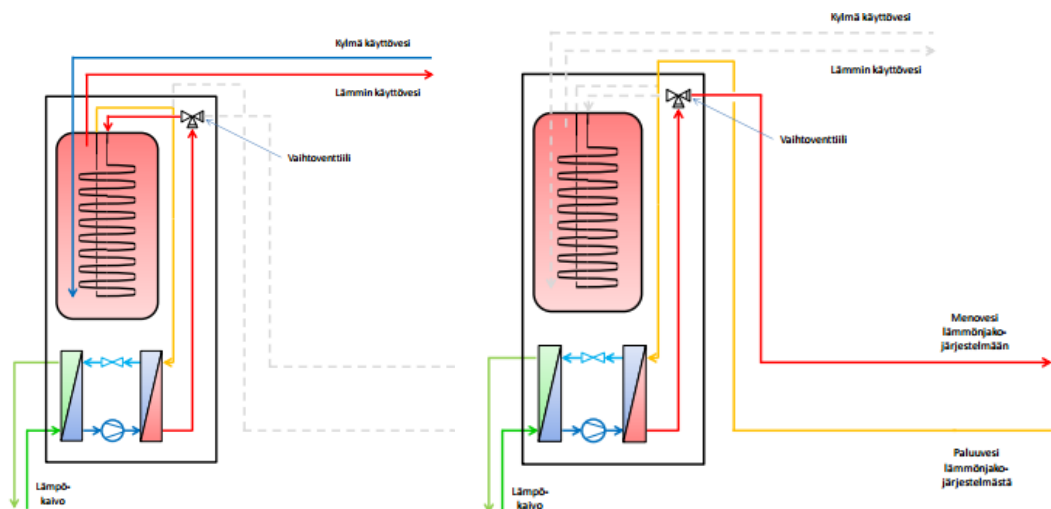 Kylmä käyttövesi
Lämmin käyttövesi
Vaihtoventtiili
Lämpö-
kaivo
Kylmä käyttövesi
Lämmin käyttövesi
Vaihtoventtiili
Menovesi
lämmönjako-
järjestelmään
Paluuvesi
lämmönjako-
järjestelmästä
Lämpö-
kaivo